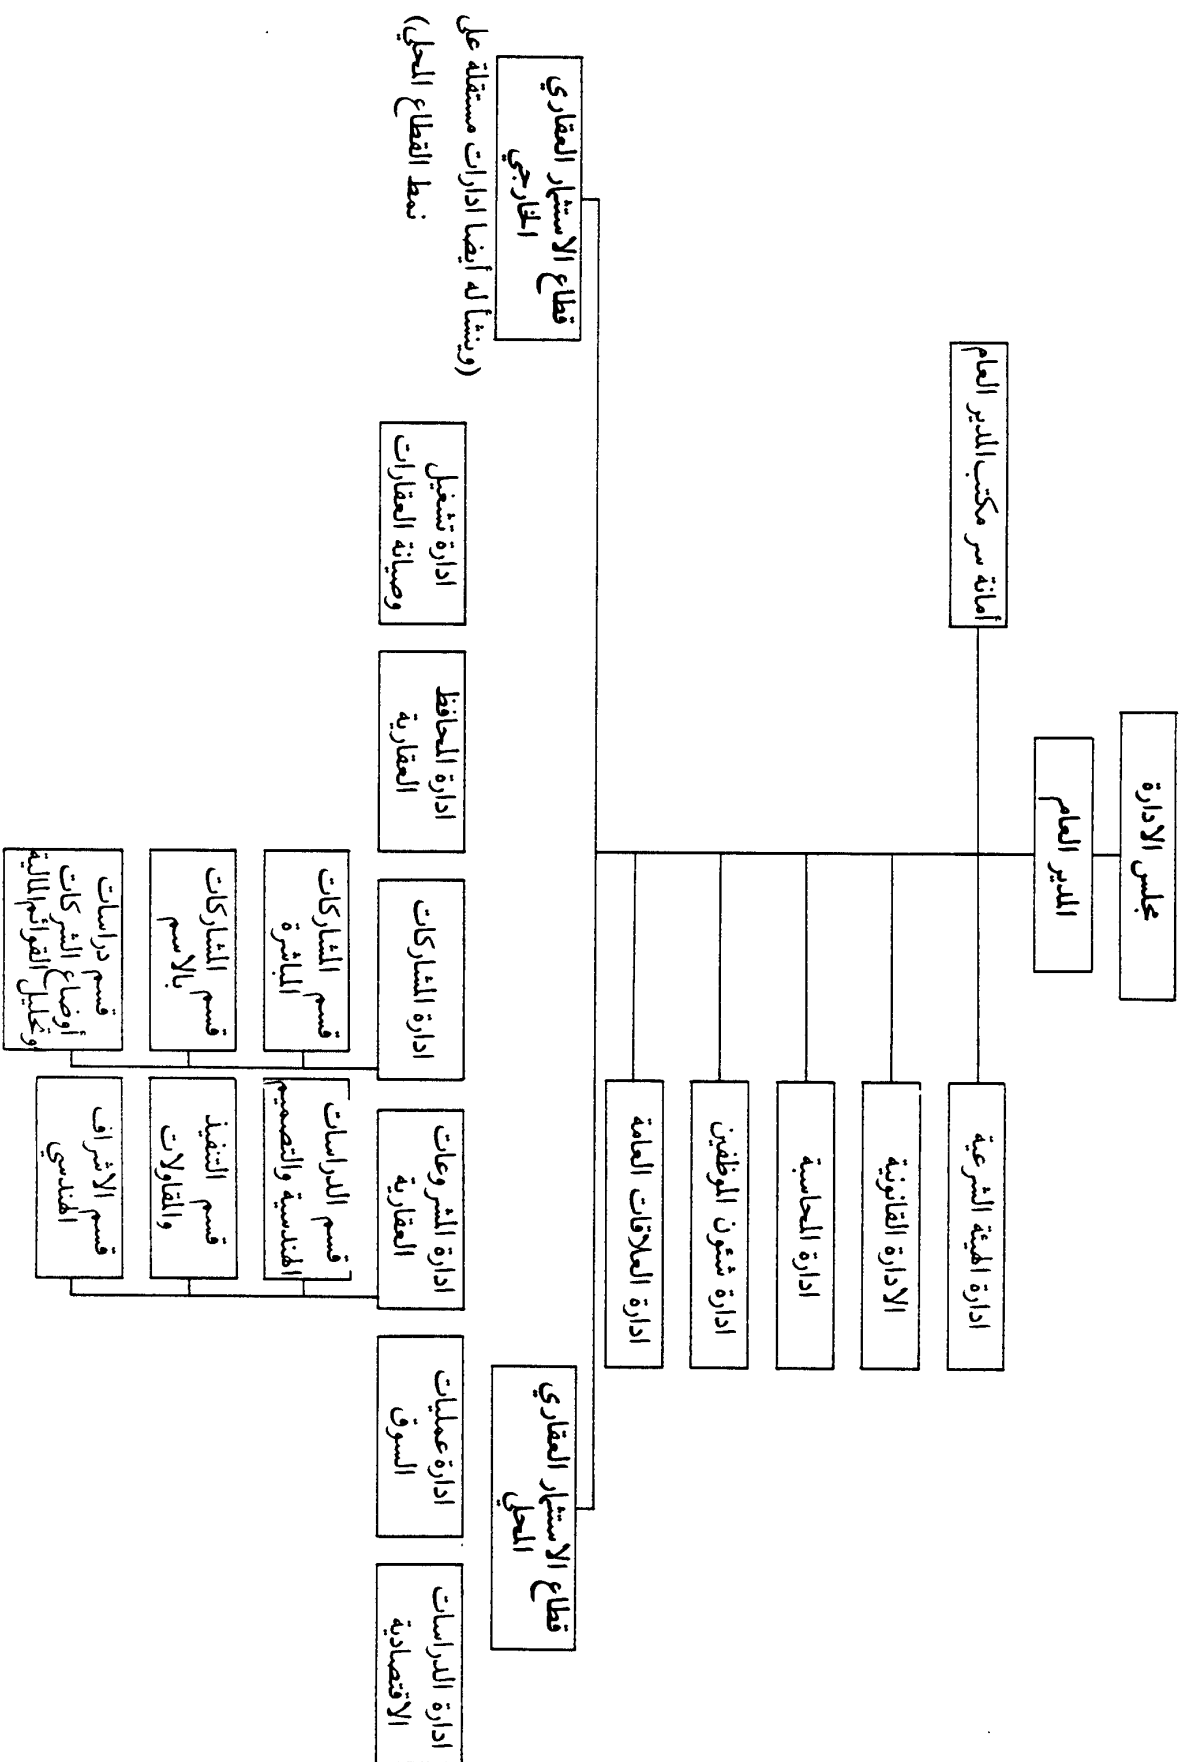 مجلس الادارة
المدير العام
أمانة سر مكتب المدير العام
ادارة الهيئة الشرعية
الادارة القانونية
ادارة المحاسبة
ادارة شئون الموظفين
ادارة العلاقات العامة
قطاع الاستثمار العقاري
المحلي
قطاع الاستثمار العقاري
الخارجي
(وينشأ له أيضا ادارات مستقلة على
نمط القطاع المحلي)
ادارة الدراسات
الاقتصادية
ادارة عمليات
السوق
ادارة المشروعات
العقارية
ادارة المشاركات
ادارة المحافظ
العقارية
ادارة تشغيل
وصيانة العقارات
قسم الدراسات
الهندسية والتصميم
قسم التنفيذ
والمقاولات
قسم الاشراف
الهندسي
قسم المشاركات
المباشرة
قسم المشاركات
بالاسم
قسم دراسات
أوضاع الشركات
وتحليل القوائم المالية